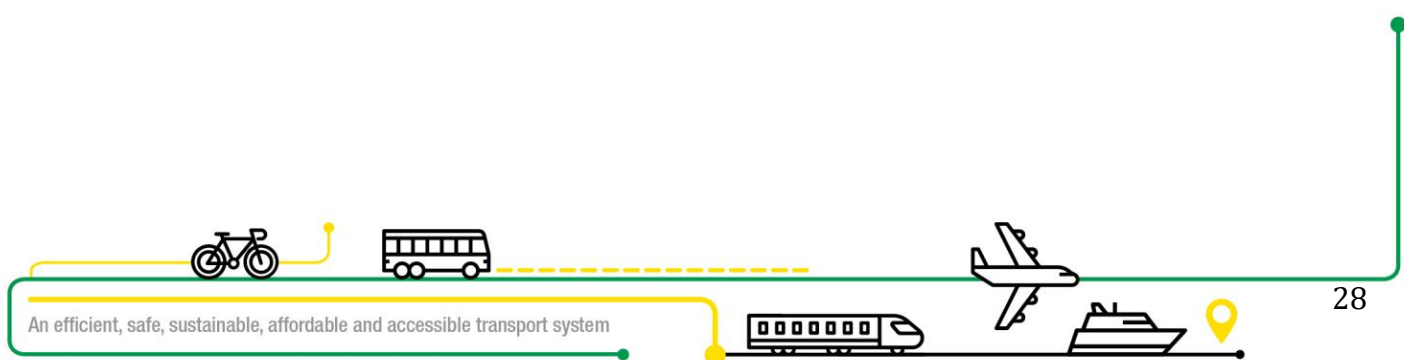 28
An efficient, safe, sustainable, affordable and accessible transport system